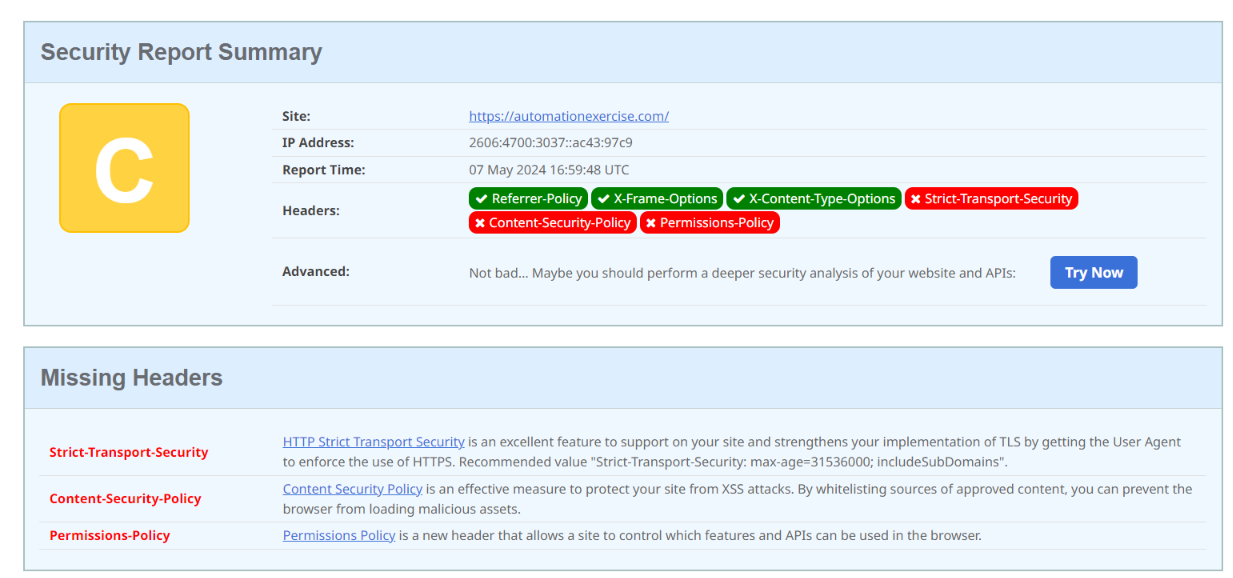 Security Report Summary
C
Site: https://automationexercise.com/
IP Address: 2606:4700:3037::ac43:97c9
Report Time: 07 May 2024 16:59:48 UTC
Headers: ✔ Referrer-Policy ✔ X-Frame-Options ✔ X-Content-Type-Options ✖ Strict-Transport-Security
✖ Content-Security-Policy ✖ Permissions-Policy
Advanced: Not bad... Maybe you should perform a deeper security analysis of your website and APIs: Try Now
Missing Headers
Strict-Transport-Security HTTP Strict Transport Security is an excellent feature to support on your site and strengthens your implementation of TLS by getting the User Agent
to enforce the use of HTTPS. Recommended value "Strict-Transport-Security: max-age=31536000; includeSubDomains".
Content-Security-Policy Content Security Policy is an effective measure to protect your site from XSS attacks. By whitelisting sources of approved content, you can prevent the
browser from loading malicious assets.
Permissions-Policy Permissions Policy is a new header that allows a site to control which features and APIs can be used in the browser.